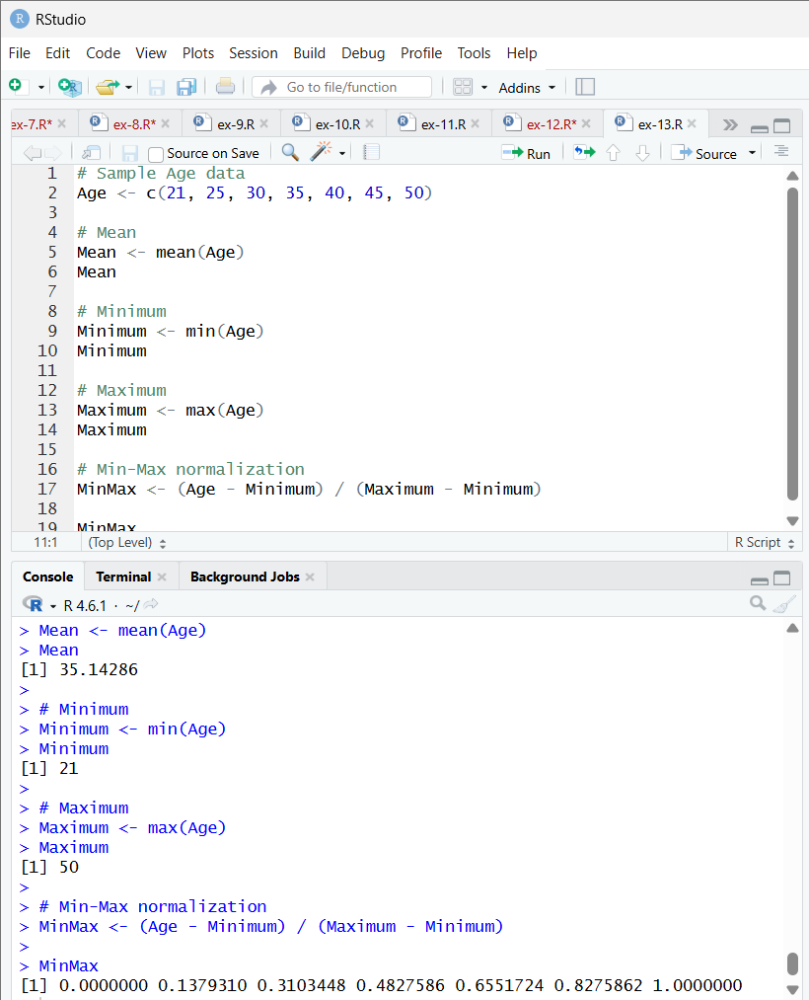 R RStudio
File Edit Code View Plots Session Build Debug Profile Tools Help
Go to file/function Addins
ex-7.R* ex-8.R* ex-9.R ex-10.R ex-11.R ex-12.R* ex-13.R
Source on Save Run Source
1 # Sample Age data
2 Age <- c(21, 25, 30, 35, 40, 45, 50)
3
4 # Mean
5 Mean <- mean(Age)
6 Mean
7
8 # Minimum
9 Minimum <- min(Age)
10 Minimum
11
12 # Maximum
13 Maximum <- max(Age)
14 Maximum
15
16 # Min-Max normalization
17 MinMax <- (Age - Minimum) / (Maximum - Minimum)
18
19 MinMax
11:1 (Top Level) R Script
Console Terminal Background Jobs
R R 4.6.1 · ~/
> Mean <- mean(Age)
> Mean
[1] 35.14286
>
> # Minimum
> Minimum <- min(Age)
> Minimum
[1] 21
>
> # Maximum
> Maximum <- max(Age)
> Maximum
[1] 50
>
> # Min-Max normalization
> MinMax <- (Age - Minimum) / (Maximum - Minimum)
>
> MinMax
[1] 0.0000000 0.1379310 0.3103448 0.4827586 0.6551724 0.8275862 1.0000000